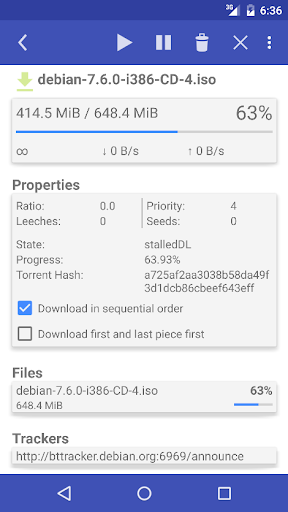 3G 6:36
debian-7.6.0-i386-CD-4.iso
414.5 MiB / 648.4 MiB 63%
∞ ↓ 0 B/s ↑ 0 B/s
Properties
Ratio: 0.0 Priority: 4
Leeches: 0 Seeds: 0
State: stalledDL
Progress: 63.93%
Torrent Hash: a725af2aa3038b58da49f
3d1dcb86cbeef643eff
Download in sequential order
Download first and last piece first
Files
debian-7.6.0-i386-CD-4.iso 63%
648.4 MiB
Trackers
http://bttracker.debian.org:6969/announce